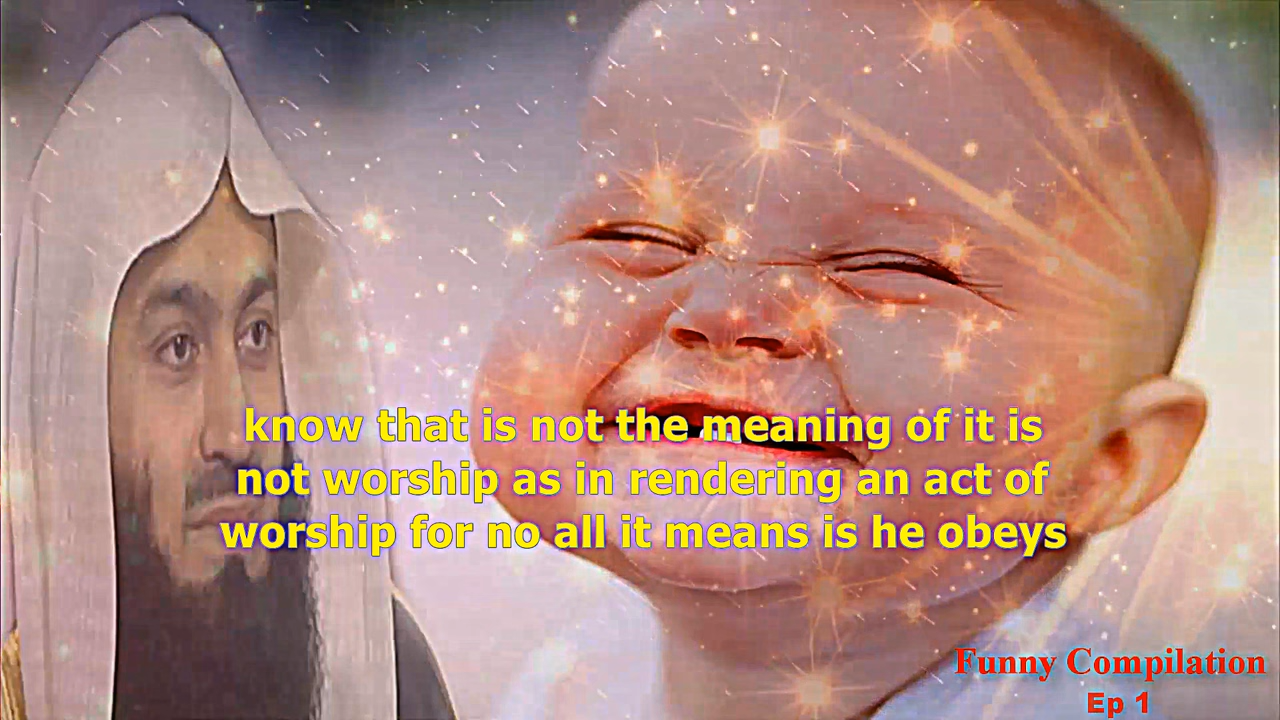 know that is not the meaning of it is
not worship as in rendering an act of
worship for no all it means is he obeys
Funny Compilation
Ep 1